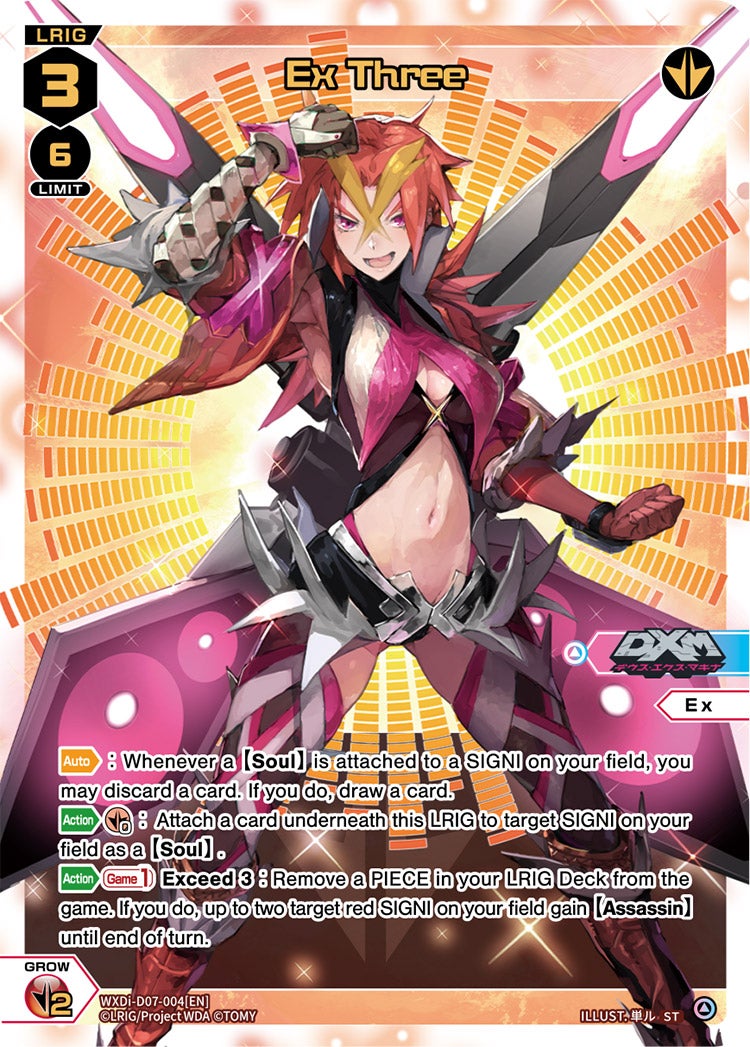 LRIG
3
Ex Three
6
LIMIT
DXM
デウス・エクス・マキナ
Ex
Auto : Whenever a 【Soul】 is attached to a SIGNI on your field, you
may discard a card. If you do, draw a card.
Action 0 : Attach a card underneath this LRIG to target SIGNI on your
field as a 【Soul】 .
Action Game 1 Exceed 3 : Remove a PIECE in your LRIG Deck from the
game. If you do, up to two target red SIGNI on your field gain 【Assassin】
until end of turn.
GROW
2
WXDi-D07-004[EN]
©LRIG/Project WDA ©TOMY
ILLUST. 単ル ST